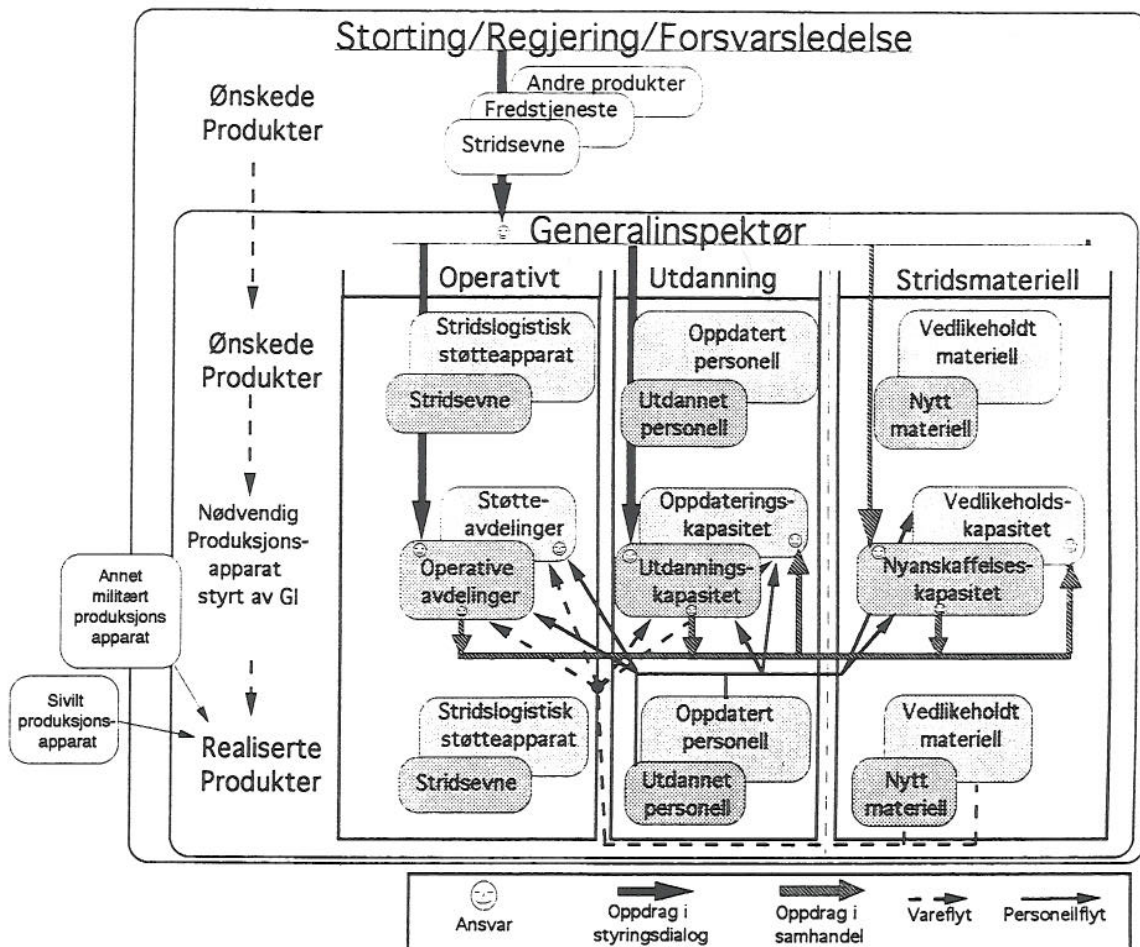 Storting/Regjering/Forsvarsledelse
Ønskede
Produkter
Andre produkter
Fredstjeneste
Stridsevne
Generalinspektør
Operativt
Utdanning
Stridsmateriell
Ønskede
Produkter
Stridslogistisk
støtteapparat
Stridsevne
Oppdatert
personell
Utdannet
personell
Vedlikeholdt
materiell
Nytt
materiell
Nødvendig
Produksjons-
apparat
styrt av GI
Støtte-
avdelinger
Operative
avdelinger
Oppdaterings-
kapasitet
Utdannings-
kapasitet
Vedlikeholds-
kapasitet
Nyanskaffelses-
kapasitet
Annet
militært
produksjons
apparat
Sivilt
produksjons-
apparat
Realiserte
Produkter
Stridslogistisk
støtteapparat
Stridsevne
Oppdatert
personell
Utdannet
personell
Vedlikeholdt
materiell
Nytt
materiell
Ansvar
Oppdrag i
styringsdialog
Oppdrag i
samhandel
Vareflyt
Personellflyt